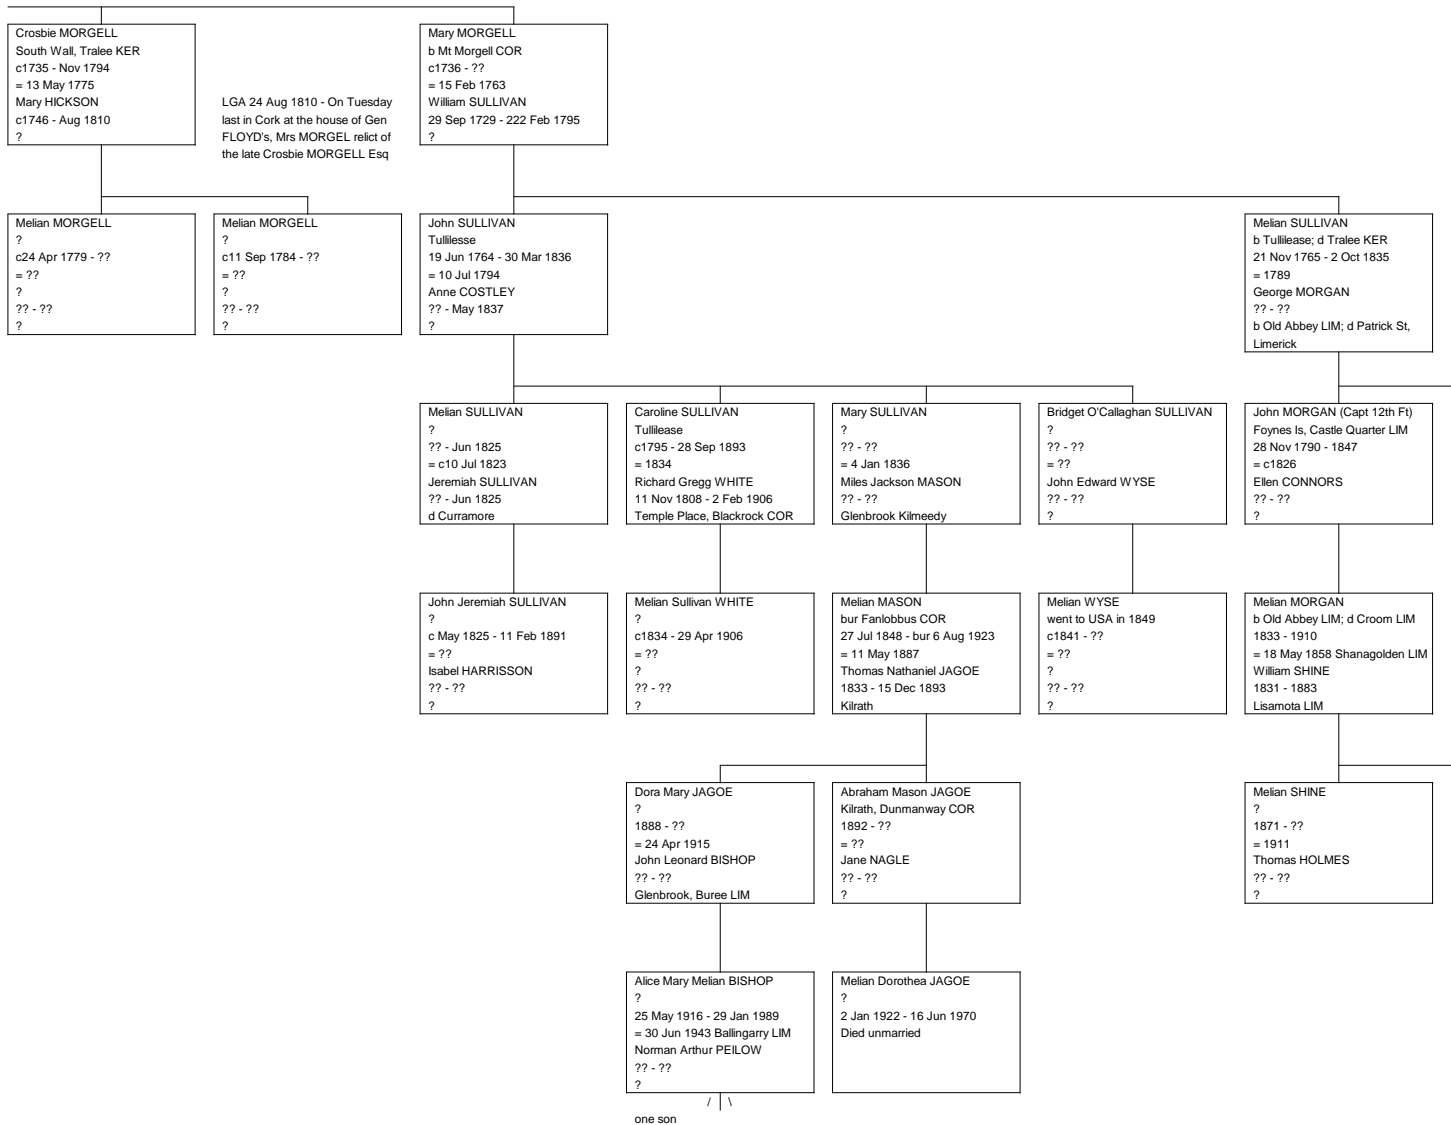 Crosbie MORGELL
South Wall, Tralee KER
c1735 - Nov 1794
= 13 May 1775
Mary HICKSON
c1746 - Aug 1810
?
LGA 24 Aug 1810 - On Tuesday
last in Cork at the house of Gen
FLOYD's, Mrs MORGEL relict of
the late Crosbie MORGELL Esq
Mary MORGELL
b Mt Morgell COR
c1736 - ??
= 15 Feb 1763
William SULLIVAN
29 Sep 1729 - 222 Feb 1795
?
Melian MORGELL
?
c24 Apr 1779 - ??
= ??
?
?? - ??
?
Melian MORGELL
?
c11 Sep 1784 - ??
= ??
?
?? - ??
?
John SULLIVAN
Tullilesse
19 Jun 1764 - 30 Mar 1836
= 10 Jul 1794
Anne COSTLEY
?? - May 1837
?
Melian SULLIVAN
b Tullilease; d Tralee KER
21 Nov 1765 - 2 Oct 1835
= 1789
George MORGAN
?? - ??
b Old Abbey LIM; d Patrick St,
Limerick
Melian SULLIVAN
?
?? - Jun 1825
= c10 Jul 1823
Jeremiah SULLIVAN
?? - Jun 1825
d Curramore
Caroline SULLIVAN
Tullilease
c1795 - 28 Sep 1893
= 1834
Richard Gregg WHITE
11 Nov 1808 - 2 Feb 1906
Temple Place, Blackrock COR
Mary SULLIVAN
?
?? - ??
= 4 Jan 1836
Miles Jackson MASON
?? - ??
Glenbrook Kilmeedy
Bridget O'Callaghan SULLIVAN
?
?? - ??
= ??
John Edward WYSE
?? - ??
?
John MORGAN (Capt 12th Ft)
Foynes Is, Castle Quarter LIM
28 Nov 1790 - 1847
= c1826
Ellen CONNORS
?? - ??
?
John Jeremiah SULLIVAN
?
c May 1825 - 11 Feb 1891
= ??
Isabel HARRISSON
?? - ??
?
Melian Sullivan WHITE
?
c1834 - 29 Apr 1906
= ??
?
?? - ??
?
Melian MASON
bur Fanlobbus COR
27 Jul 1848 - bur 6 Aug 1923
= 11 May 1887
Thomas Nathaniel JAGOE
1833 - 15 Dec 1893
Kilrath
Melian WYSE
went to USA in 1849
c1841 - ??
= ??
?
?? - ??
?
Melian MORGAN
b Old Abbey LIM; d Croom LIM
1833 - 1910
= 18 May 1858 Shanagolden LIM
William SHINE
1831 - 1883
Lisamota LIM
Dora Mary JAGOE
?
1888 - ??
= 24 Apr 1915
John Leonard BISHOP
?? - ??
Glenbrook, Buree LIM
Abraham Mason JAGOE
Kilrath, Dunmanway COR
1892 - ??
= ??
Jane NAGLE
?? - ??
?
Melian SHINE
?
1871 - ??
= 1911
Thomas HOLMES
?? - ??
?
Alice Mary Melian BISHOP
?
25 May 1916 - 29 Jan 1989
= 30 Jun 1943 Ballingarry LIM
Norman Arthur PEILOW
?? - ??
?
Melian Dorothea JAGOE
?
2 Jan 1922 - 16 Jun 1970
Died unmarried
/ \
one son